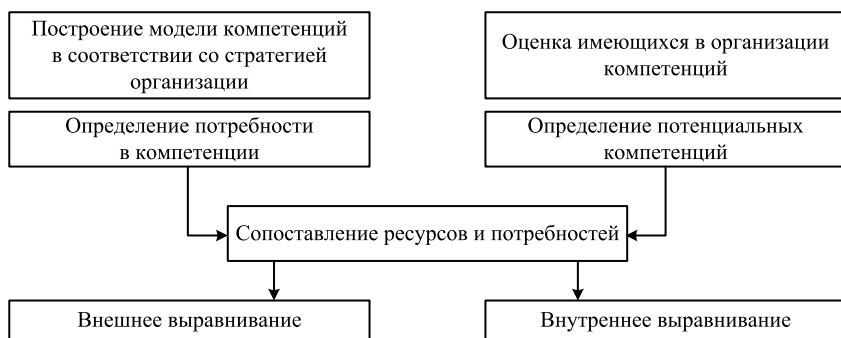 Построение модели компетенций
в соответствии со стратегией
организации
Оценка имеющихся в организации
компетенций
Определение потребности
в компетенции
Определение потенциальных
компетенций
Сопоставление ресурсов и потребностей
Внешнее выравнивание
Внутреннее выравнивание